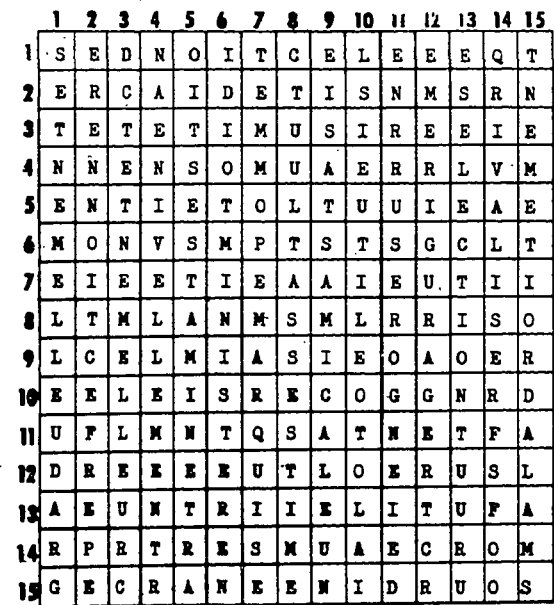 1 2 3 4 5 6 7 8 9 10 11 12 13 14 15
1 S E D N O I T C E L E E E Q T
2 E R C A I D E T I S N M S R N
3 T E T E T I M U S I R E E I E
4 N N E N S O M U A E R R L V M
5 E N T I E T O L T U U I E A E
6 M O N V S M P T S T S G C L T
7 E I E E T I E A A I E U T I I
8 L T M L A N M S M L R R I S O
9 L C E L M I A S I E O A O E R
10 E E L E I S R E C O G G N R D
11 U F L M N T Q S A T N E T F A
12 D R E E E E U T L O E R U S L
13 A E U N T R I I E L I T U F A
14 R P R T R E S M U A E C R O M
15 G E C R A N E E N I D R U O S